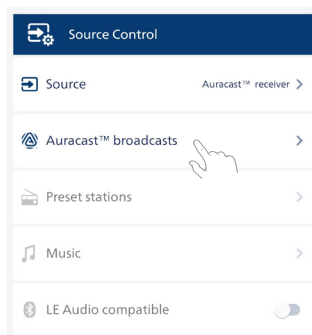 Source Control
Source Auracast™ receiver
Auracast™ broadcasts
Preset stations
Music
LE Audio compatible